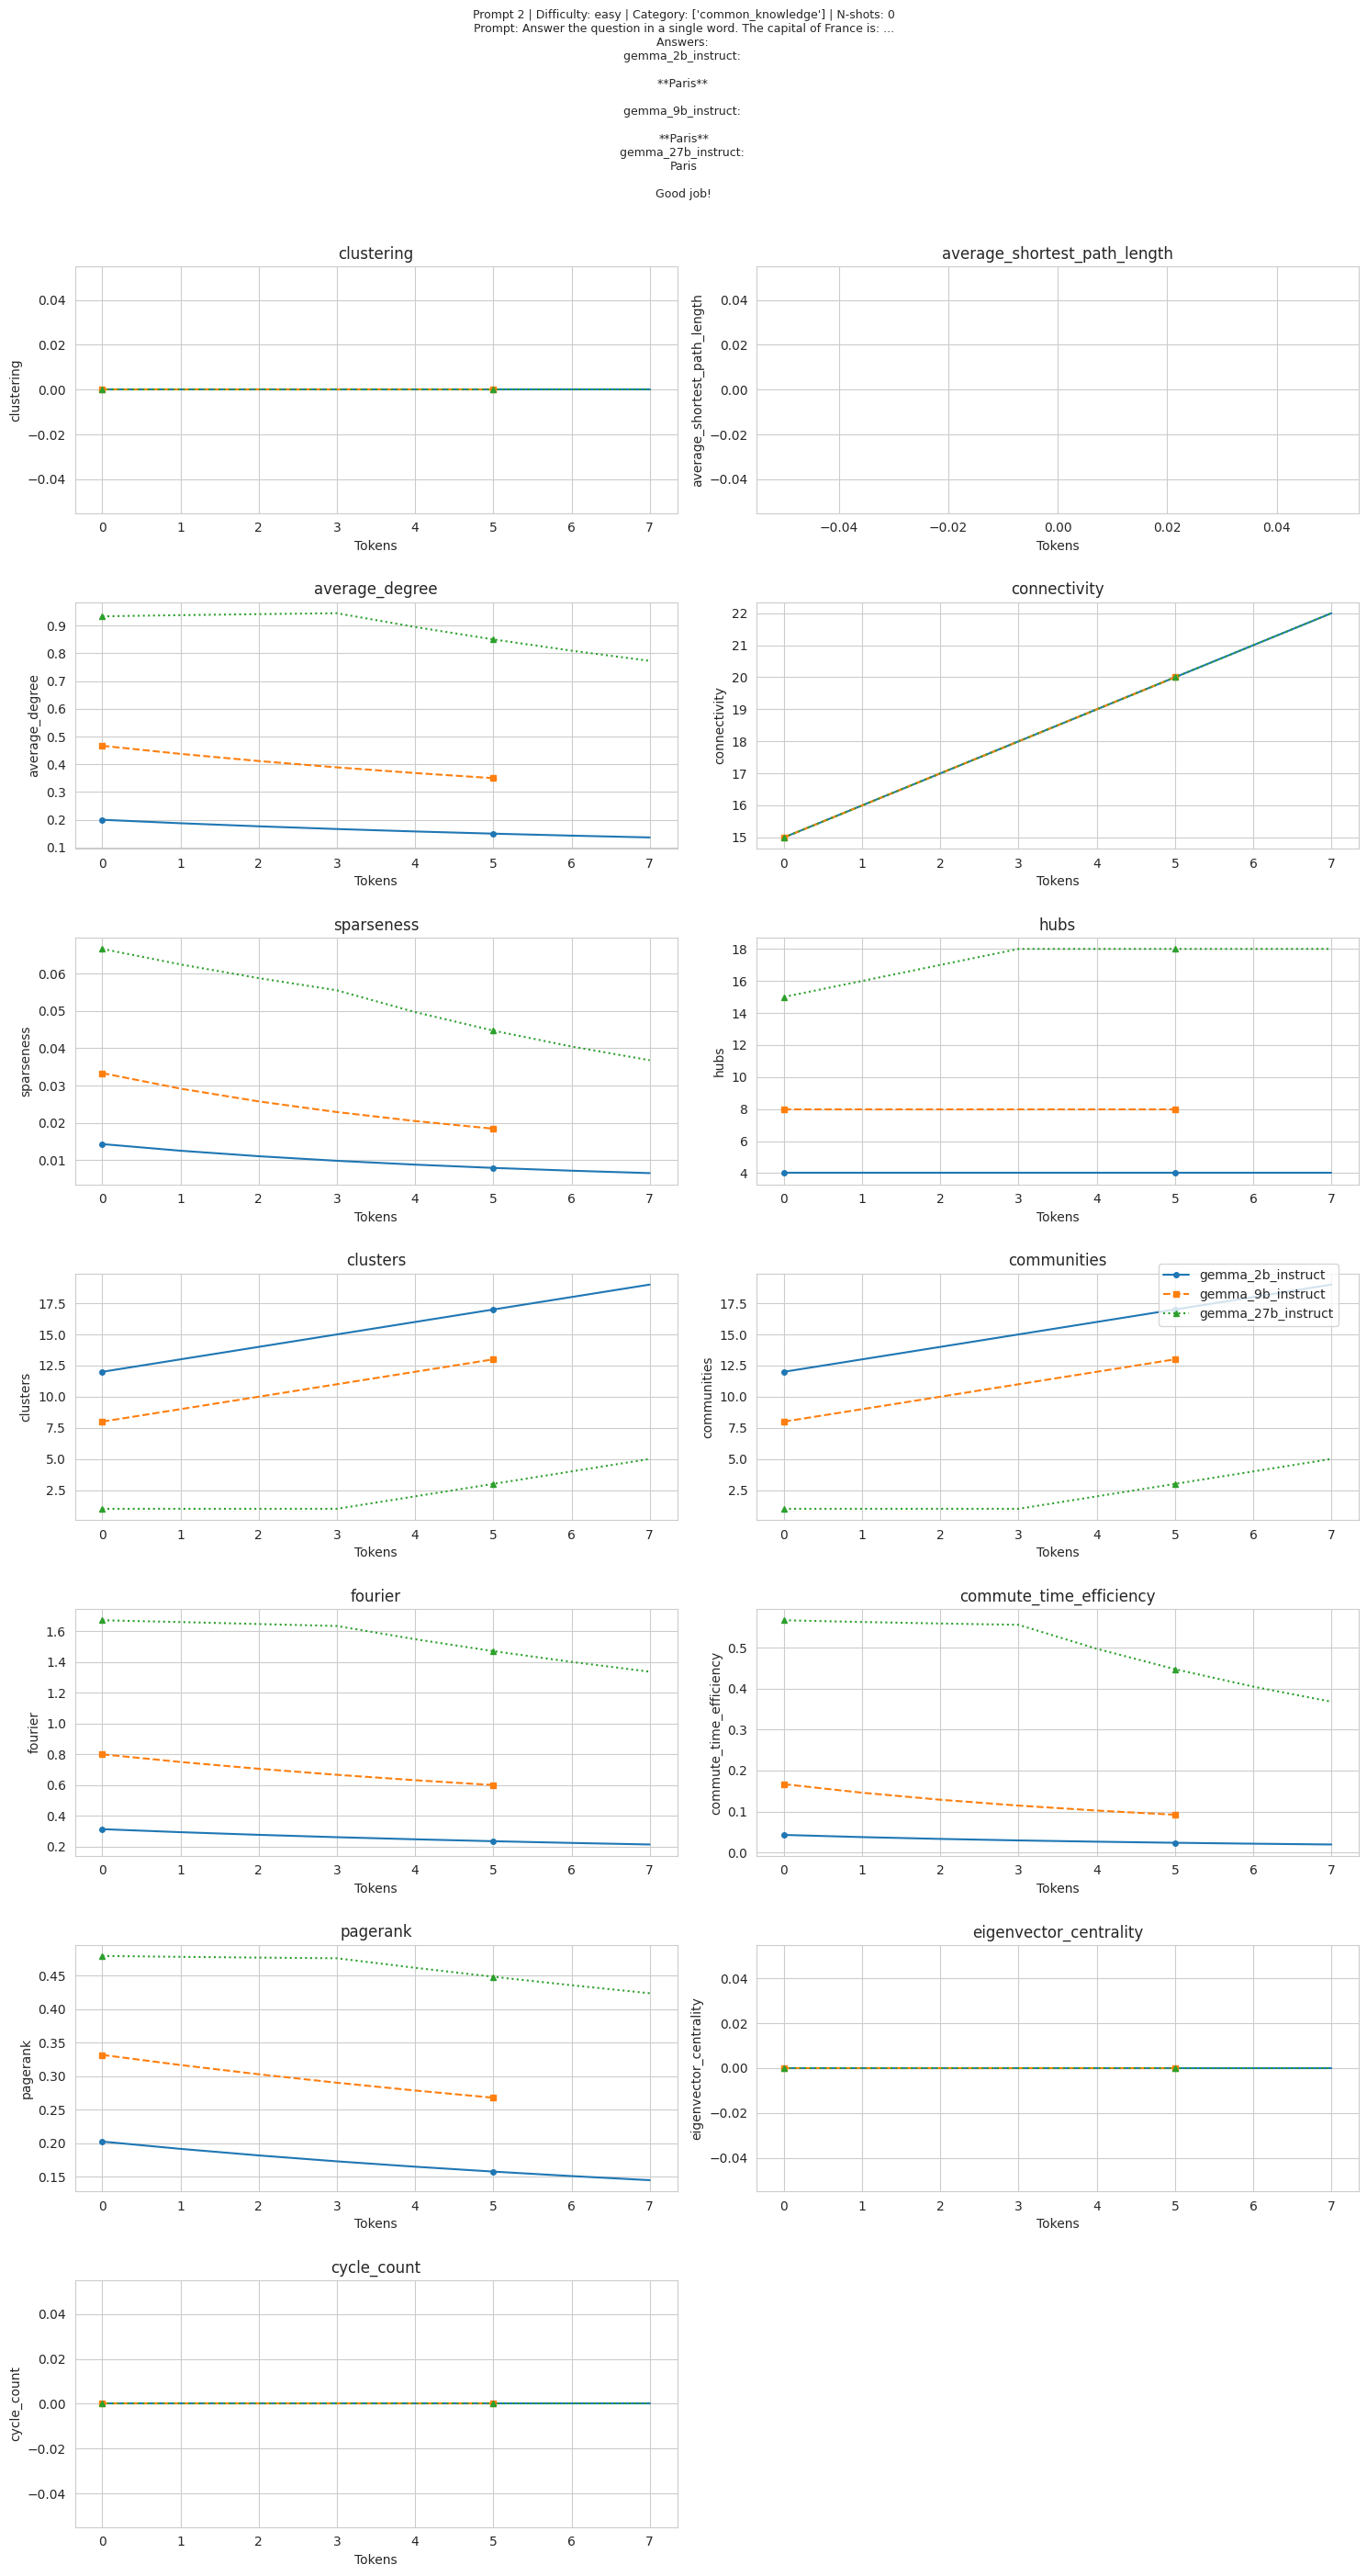 Prompt 2 | Difficulty: easy | Category: ['common_knowledge'] | N-shots: 0
Prompt: Answer the question in a single word. The capital of France is: ...
Answers:
gemma_2b_instruct:
**Paris**
gemma_9b_instruct:
**Paris**
gemma_27b_instruct:
Paris
Good job!
clustering
clustering
0.04
0.02
0.00
−0.02
−0.04
0 1 2 3 4 5 6 7
Tokens
average_shortest_path_length
average_shortest_path_length
0.04
0.02
0.00
−0.02
−0.04
−0.04 −0.02 0.00 0.02 0.04
Tokens
average_degree
average_degree
0.9
0.8
0.7
0.6
0.5
0.4
0.3
0.2
0.1
0 1 2 3 4 5 6 7
Tokens
connectivity
connectivity
22
21
20
19
18
17
16
15
0 1 2 3 4 5 6 7
Tokens
sparseness
sparseness
0.06
0.05
0.04
0.03
0.02
0.01
0 1 2 3 4 5 6 7
Tokens
hubs
hubs
18
16
14
12
10
8
6
4
0 1 2 3 4 5 6 7
Tokens
clusters
clusters
17.5
15.0
12.5
10.0
7.5
5.0
2.5
0 1 2 3 4 5 6 7
Tokens
communities
communities
17.5
15.0
12.5
10.0
7.5
5.0
2.5
0 1 2 3 4 5 6 7
Tokens
gemma_2b_instruct
gemma_9b_instruct
gemma_27b_instruct
fourier
fourier
1.6
1.4
1.2
1.0
0.8
0.6
0.4
0.2
0 1 2 3 4 5 6 7
Tokens
commute_time_efficiency
commute_time_efficiency
0.5
0.4
0.3
0.2
0.1
0.0
0 1 2 3 4 5 6 7
Tokens
pagerank
pagerank
0.45
0.40
0.35
0.30
0.25
0.20
0.15
0 1 2 3 4 5 6 7
Tokens
eigenvector_centrality
eigenvector_centrality
0.04
0.02
0.00
−0.02
−0.04
0 1 2 3 4 5 6 7
Tokens
cycle_count
cycle_count
0.04
0.02
0.00
−0.02
−0.04
0 1 2 3 4 5 6 7
Tokens